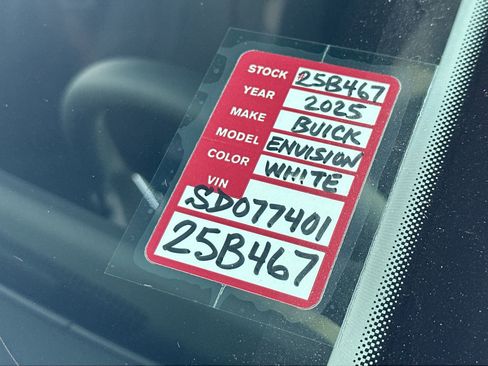 STOCK 25B467
YEAR 2025
MAKE BUICK
MODEL ENVISION
COLOR WHITE
VIN
SD077401
25B467